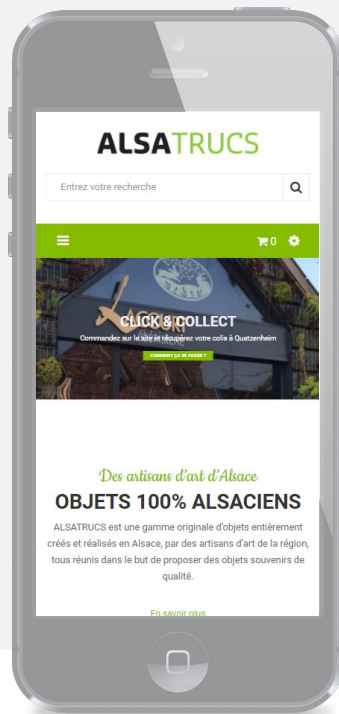 ALSATRUCS
Entrez votre recherche
0
CLICK & COLLECT
Commandez sur le site et récupérez votre colis à Quatzenheim
COMMENT ÇA SE PASSE ?
Des artisans d'art d'Alsace
OBJETS 100% ALSACIENS
ALSATRUCS est une gamme originale d'objets entièrement
créés et réalisés en Alsace, par des artisans d'art de la région,
tous réunis dans le but de proposer des objets souvenirs de
qualité.
En savoir plus